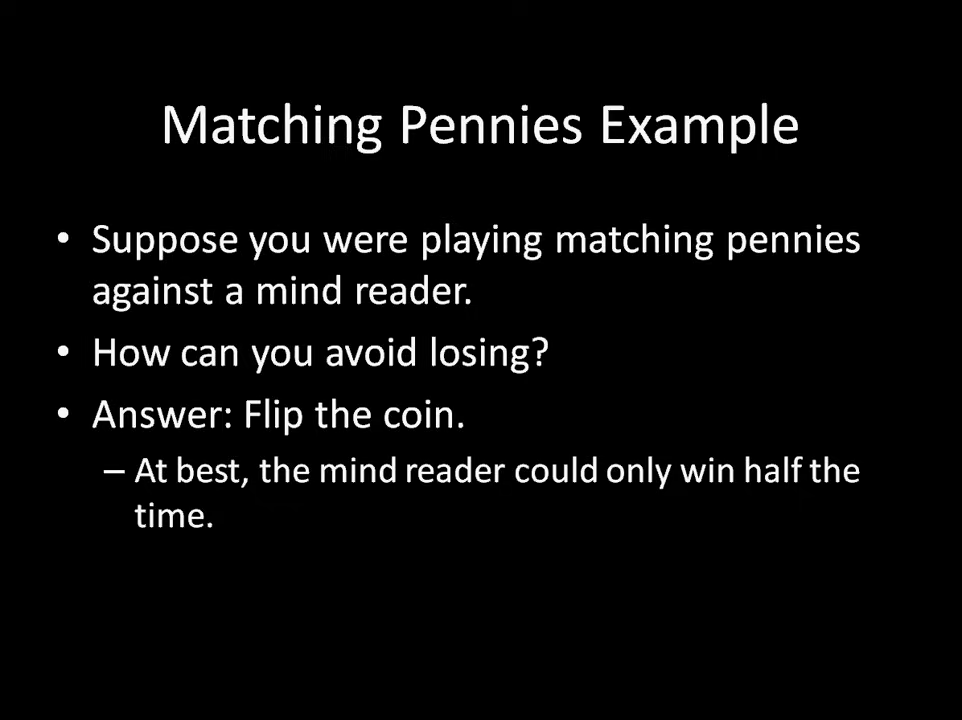 Matching Pennies Example
• Suppose you were playing matching pennies
against a mind reader.
• How can you avoid losing?
• Answer: Flip the coin.
– At best, the mind reader could only win half the
time.